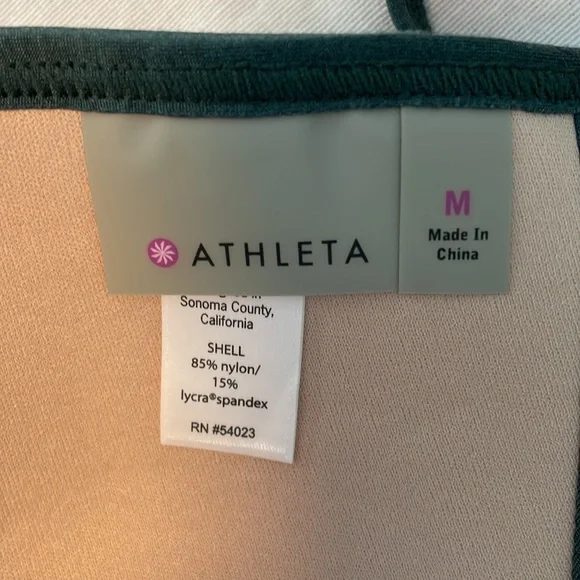 ATHLETA
M
Made In
China
Sonoma County,
California
SHELL
85% nylon/
15%
lycra®spandex
RN #54023